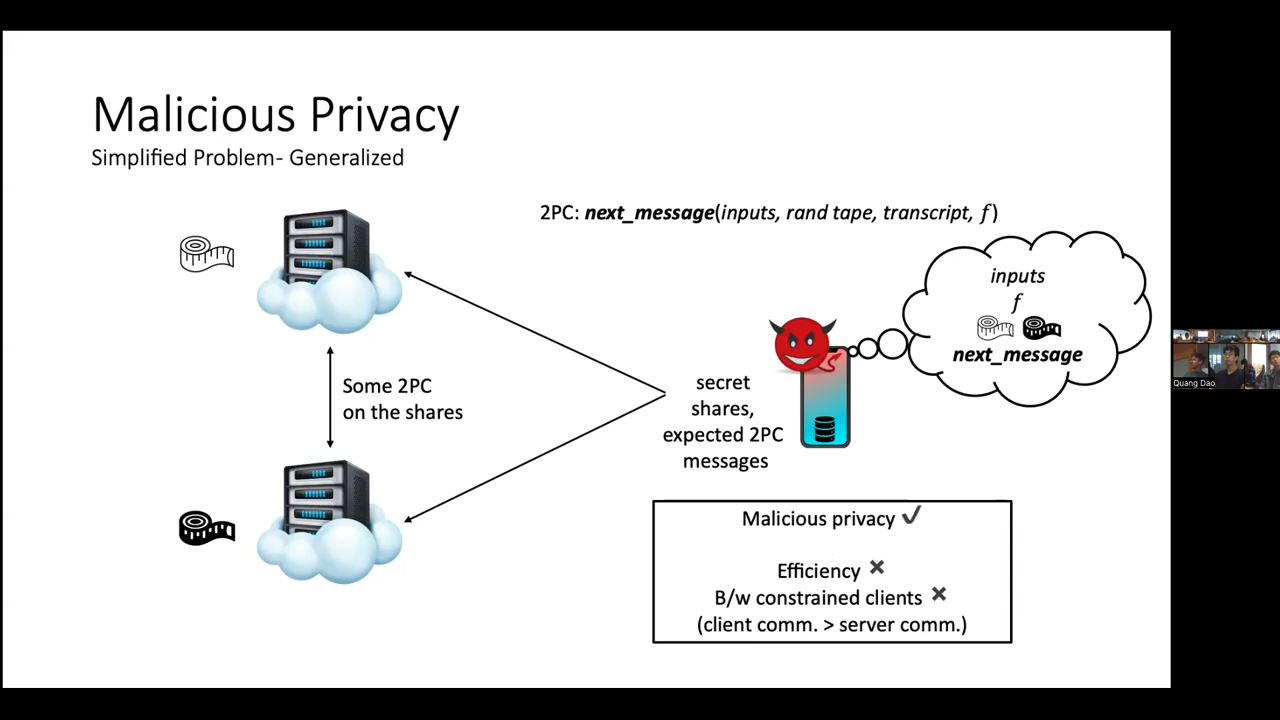 Malicious Privacy
Simplified Problem- Generalized
2PC: next_message(inputs, rand tape, transcript, f)
inputs
f
next_message
Some 2PC
on the shares
secret
shares,
expected 2PC
messages
Malicious privacy ✓
Efficiency ×
B/w constrained clients ×
(client comm. > server comm.)
Quang Dao